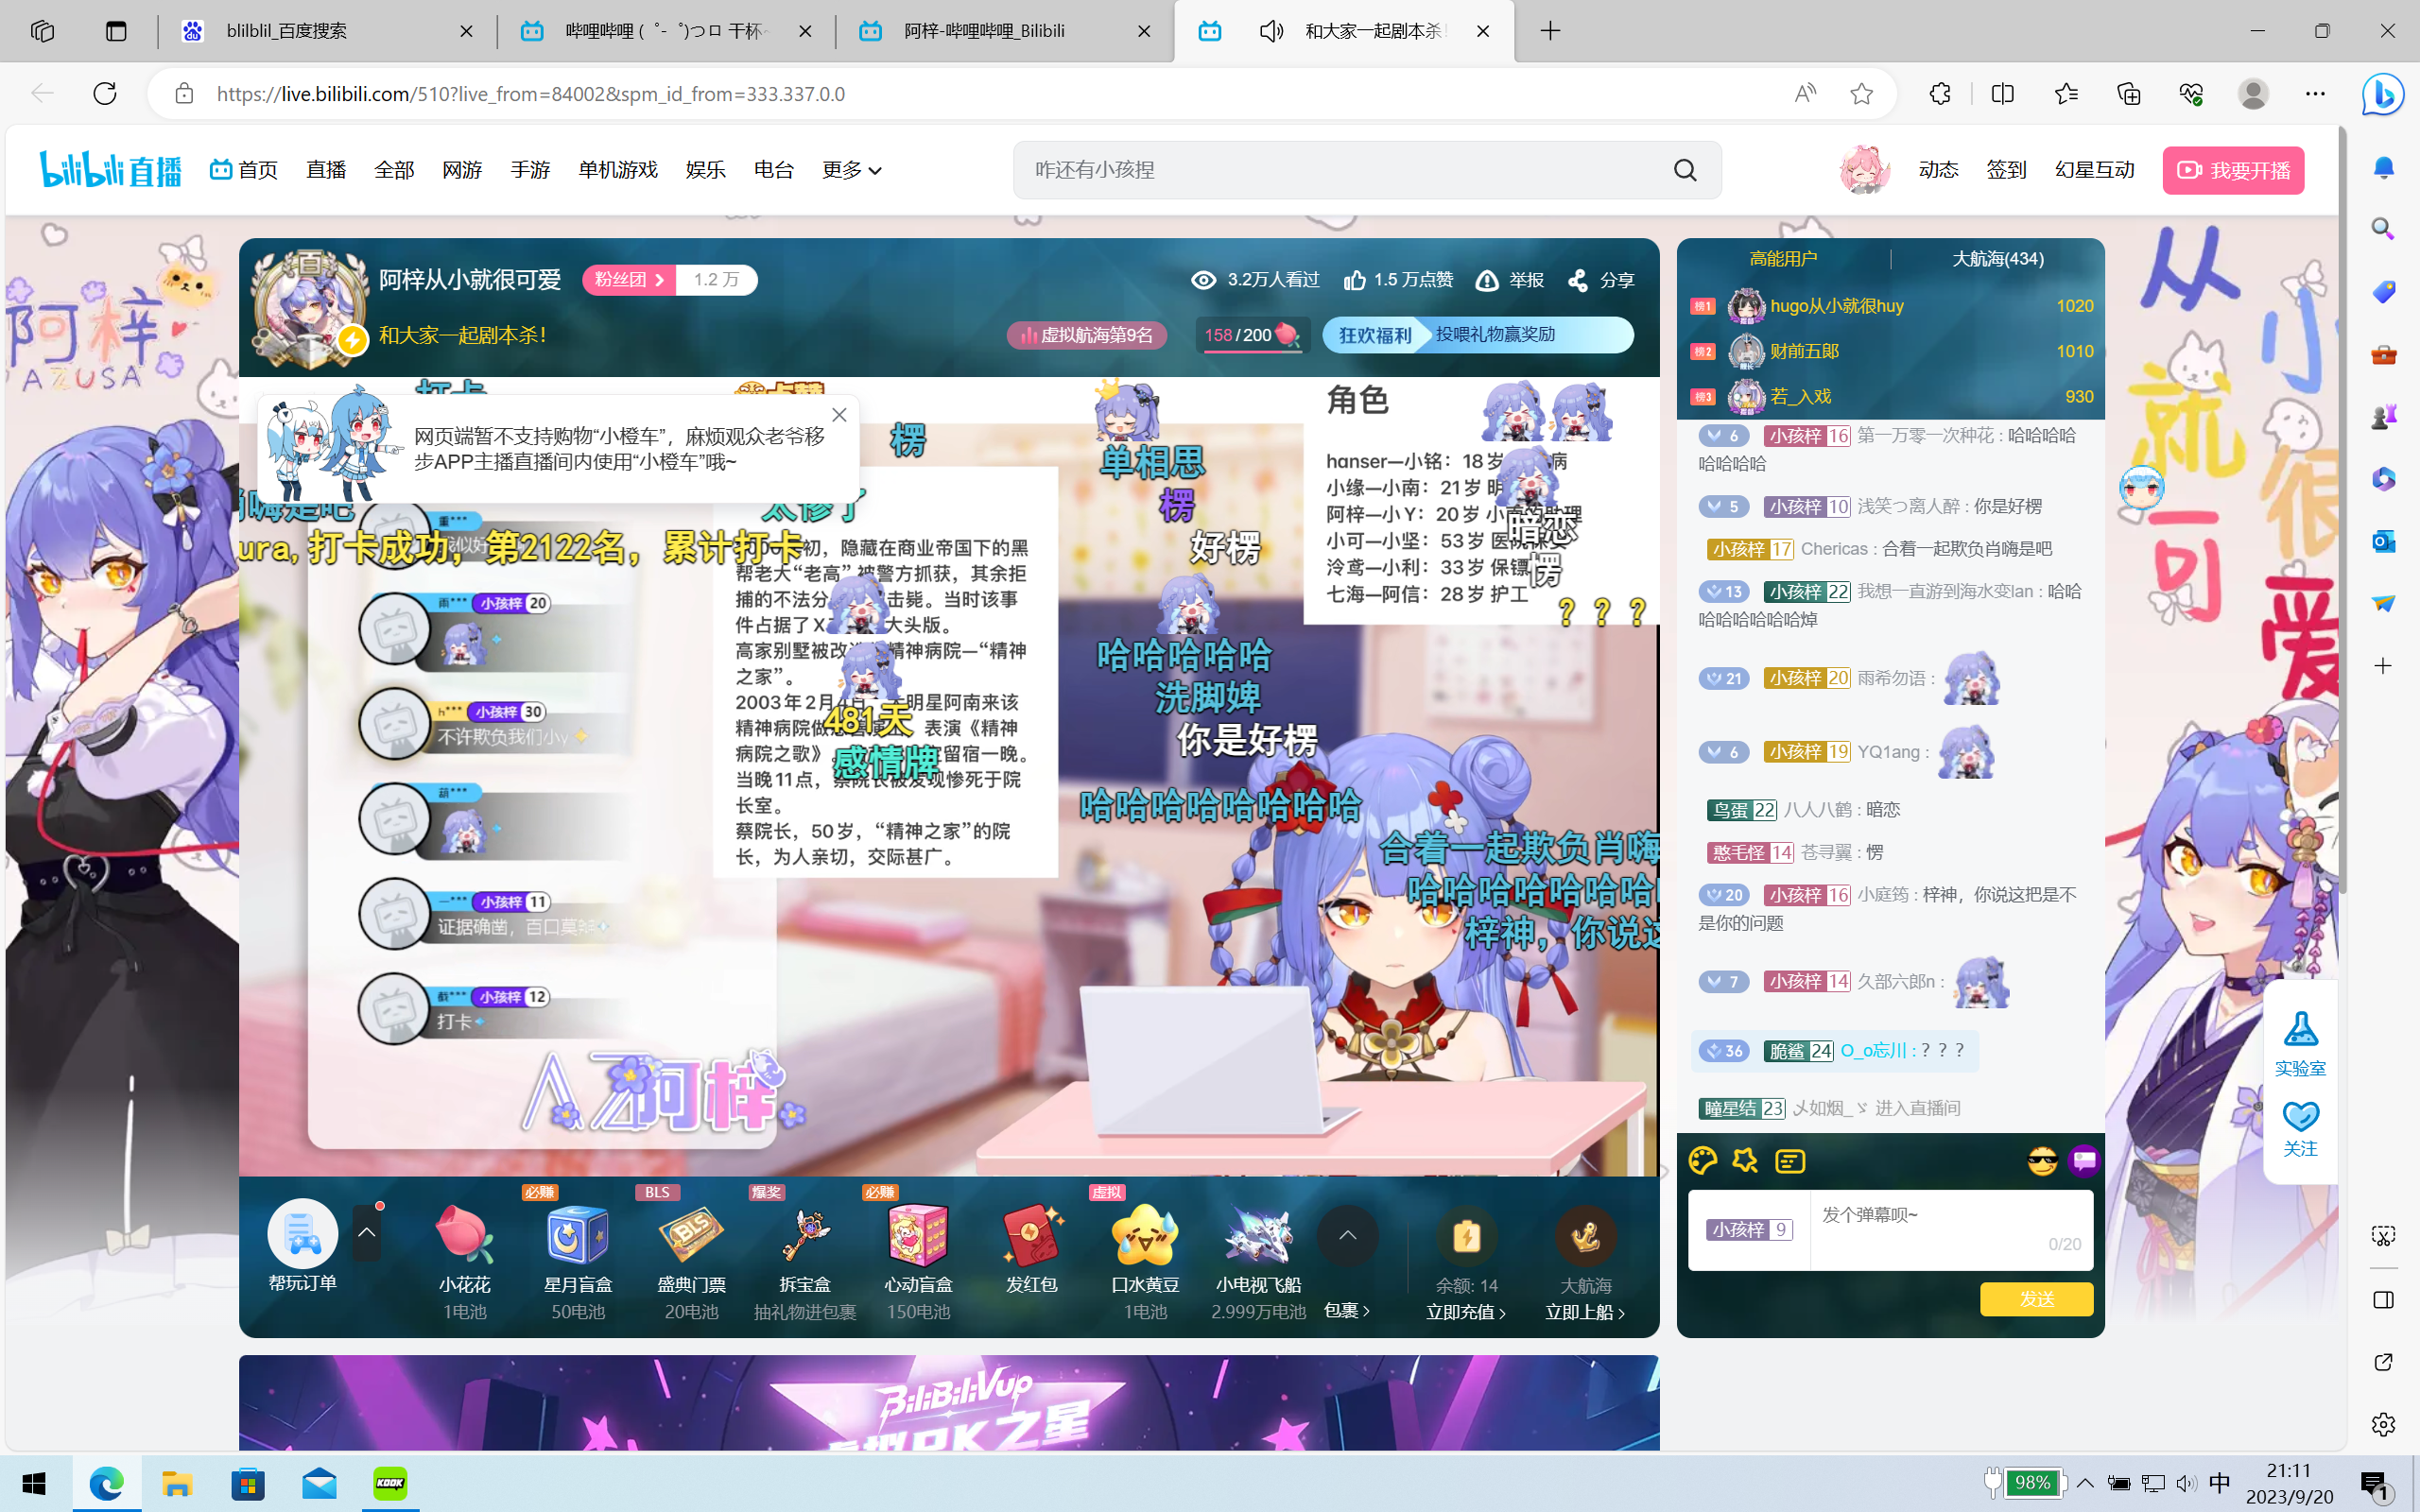 blilblil_百度搜索
哔哩哔哩 (゜-゜)つロ 干杯~
阿梓-哔哩哔哩_Bilibili
和大家一起剧本杀!
https://live.bilibili.com/510?live_from=84002&spm_id_from=333.337.0.0
bilibili 直播 首页 直播 全部 网游 手游 单机游戏 娱乐 电台 更多
咋还有小孩捏
动态 签到 幻星互动 我要开播
阿梓
AZUSA
从小就很可爱
百
阿梓从小就很可爱 粉丝团 1.2 万
3.2万人看过 1.5 万点赞 举报 分享
和大家一起剧本杀!
虚拟航海第9名 158/200 狂欢福利 投喂礼物赢奖励
打卡
网页端暂不支持购物“小橙车”，麻烦观众老爷移
步APP主播直播间内使用“小橙车”哦~
楞
单相思
楞
太惨了
好楞
ura, 打卡成功，第2122名，累计打卡
角色
小缘—小南：21岁
阿梓—小Y：20岁
小可—小坚：53岁
泠鸢—小利：33岁 保镖
七海—阿信：28岁 护工
暗恋
楞
？？？
初，隐藏在商业帝国下的黑
帮老大“老高”被警方抓获，其余拒
捕的不法分
击毙。当时该事
件占据了X
大头版。
高家别墅被改
精神病院—“精神
之家”。
2003年2月4日
明星阿南来该
精神病院做
表演《精神
病院之歌》
留宿一晚。
当晚11点，蔡院长被发现惨死于院
长室。
蔡院长，50岁，“精神之家”的院
长，为人亲切，交际甚广。
481天
感情牌
哈哈哈哈哈
洗脚婢
你是好楞
哈哈哈哈哈哈哈哈
合着一起欺负肖嗨
哈哈哈哈哈哈哈
梓神，你说这
雨*** 小孩梓 20
h*** 小孩梓 30
不许欺负我们小y
一*** 小孩梓 11
证据确凿，百口莫
小孩梓 12
打卡
AZ阿梓
高能用户 大航海(434)
榜1 hugo从小就很huy 1020
榜2 财前五郎 1010
榜3 若_入戏 930
6 小孩梓 16 第一万零一次种花 : 哈哈哈哈
哈哈哈哈
5 小孩梓 10 浅笑つ离人醉 : 你是好楞
小孩梓 17 Chericas : 合着一起欺负肖嗨是吧
13 小孩梓 22 我想一直游到海水变lan : 哈哈
哈哈哈哈哈哈焯
21 小孩梓 20 雨希勿语 :
6 小孩梓 19 YQ1ang :
鸟蛋 22 八人八鹤 : 暗恋
憨毛怪 14 苍寻翼 : 愣
20 小孩梓 16 小庭筠 : 梓神，你说这把是不
是你的问题
7 小孩梓 14 久部六郎n :
36 脆鲨 24 O_o忘川 : ？？？
瞳星结 23 乄如烟_ゞ 进入直播间
小孩梓 9 发个弹幕呗~
0/20
发送
实验室
关注
帮玩订单
小花花
1电池
必赚
星月盲盒
50电池
BLS
盛典门票
20电池
爆奖
拆宝盒
抽礼物进包裹
必赚
心动盲盒
150电池
发红包
虚拟
口水黄豆
1电池
小电视飞船
2.999万电池
包裹
余额: 14
立即充值
大航海
立即上船
BiliBiliVup
虚拟PK之星
KOOK
98% 中 21:11
2023/9/20
1